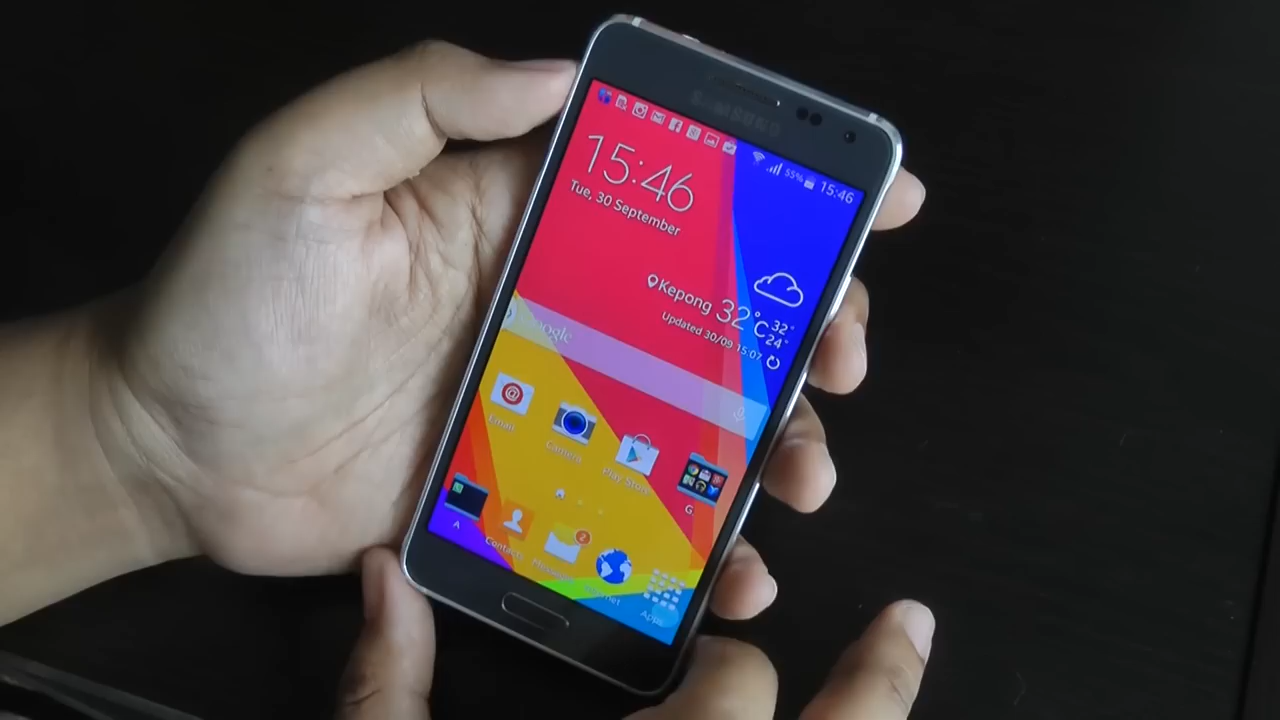 SAMSUNG
55% 15:46
15:46
Tue, 30 September
Kepong 32°C 32°
24°
Updated 30/09 15:07
Google
Email
Camera
Play Store
G.
A
Contacts
Messages
2
Internet
Apps